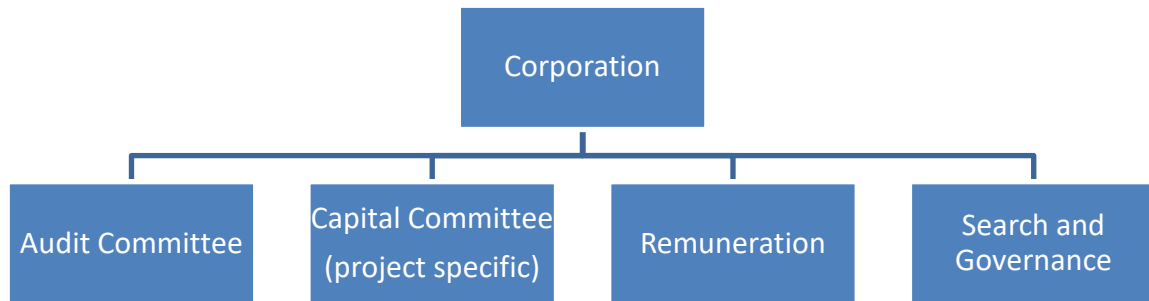 Corporation
Audit Committee
Capital Committee
(project specific)
Remuneration
Search and
Governance